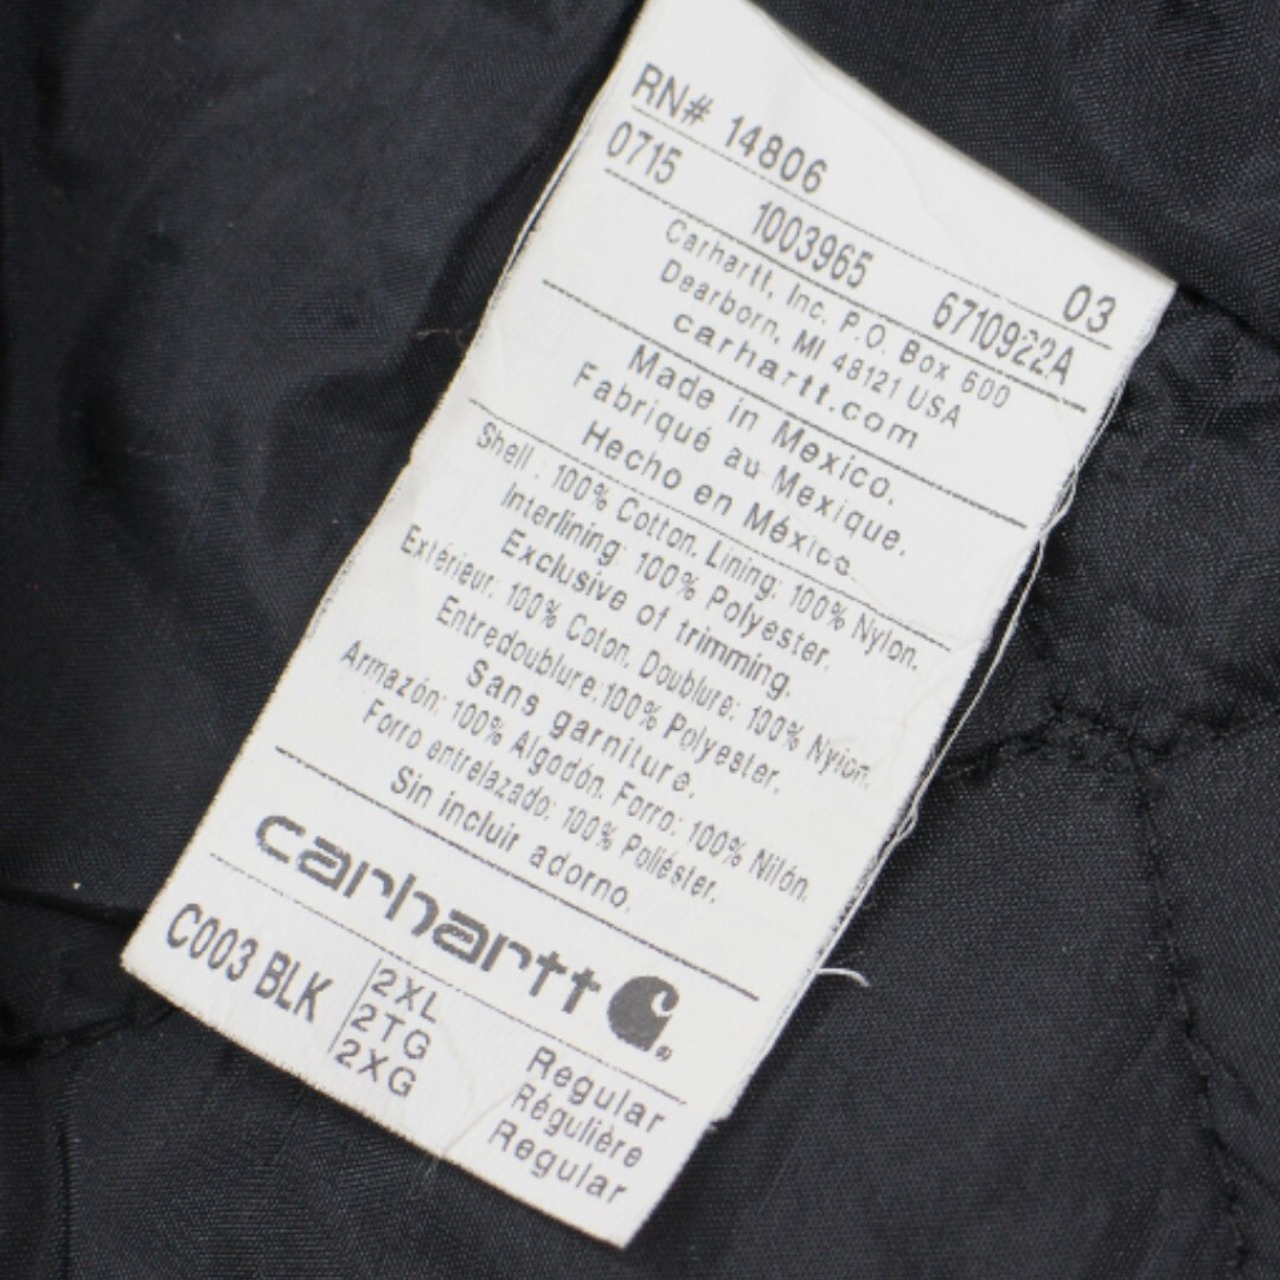 RN# 14806 03
0715 1003965 6710922A
Carhartt, Inc. P.O. Box 600
Dearborn, MI 48121 USA
carhartt.com
Made in Mexico.
Fabriqué au Mexique.
Hecho en México
Shell : 100% Cotton. Lining: 100% Nylon.
Interlining: 100% Polyester.
Exclusive of trimming.
Extérieur: 100% Coton. Doublure: 100% Nylon.
Entredoublure:100% Polyester.
Sans garniture.
Armazón: 100% Algodón. Forro: 100% Nilón.
Forro entrelazado: 100% Poliéster.
Sin incluir adorno.
carhartt
C003 BLK 2XL Regular
2TG Régulière
2XG Regular